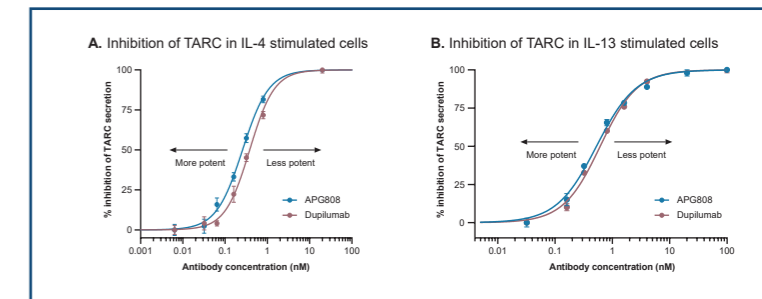 A. Inhibition of TARC in IL-4 stimulated cells
% inhibition of TARC secretion
100
75
50
25
0
More potent
Less potent
APG808
Dupilumab
0.001
0.01
0.1
1
10
100
Antibody concentration (nM)
B. Inhibition of TARC in IL-13 stimulated cells
% inhibition of TARC secretion
100
75
50
25
0
More potent
Less potent
APG808
Dupilumab
0.01
0.1
1
10
100
Antibody concentration (nM)